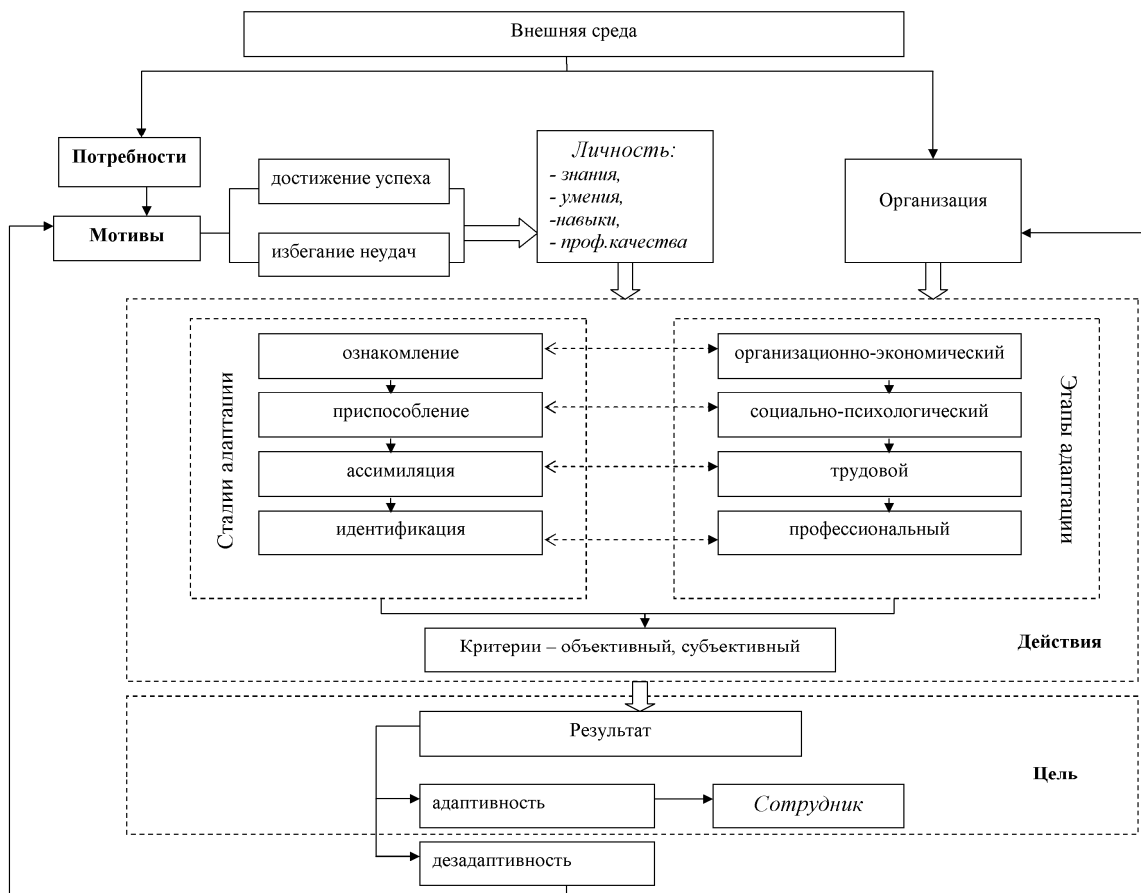 Внешняя среда
Потребности
Мотивы
достижение успеха
избегание неудач
Личность:
- знания,
- умения,
-навыки,
- проф.качества
Организация
Стадии адаптации
ознакомление
приспособление
ассимиляция
идентификация
организационно-экономический
социально-психологический
трудовой
профессиональный
Этапы адаптации
Критерии – объективный, субъективный
Действия
Результат
Цель
адаптивность
Сотрудник
дезадаптивность